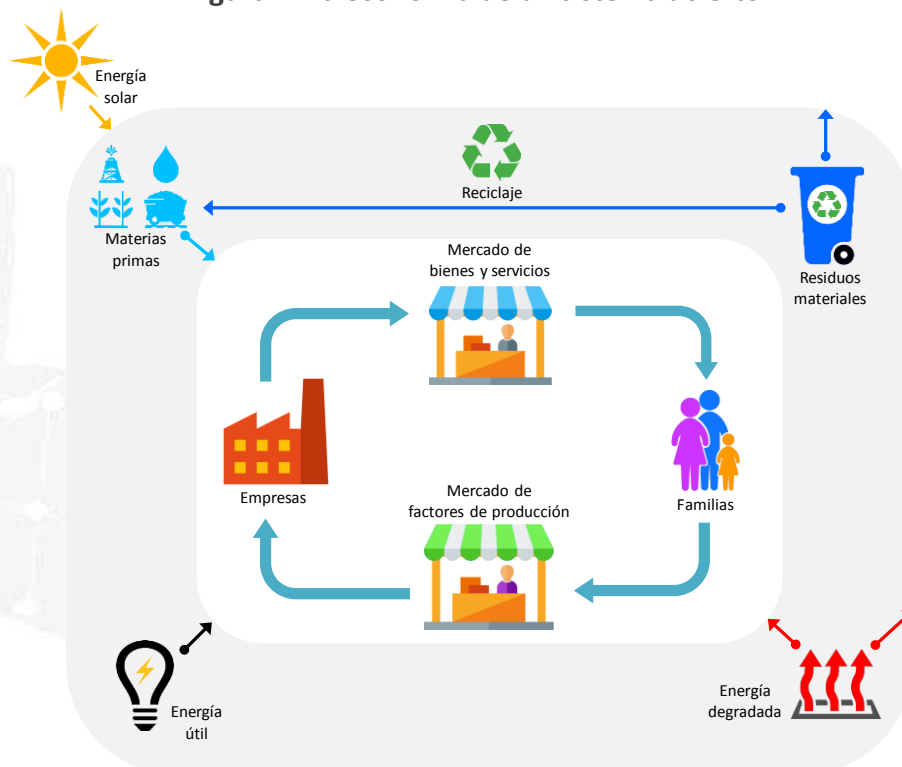 Energía
solar
Reciclaje
Materias
primas
Residuos
materiales
Mercado de
bienes y servicios
Empresas
Familias
Mercado de
factores de producción
Energía
útil
Energía
degradada